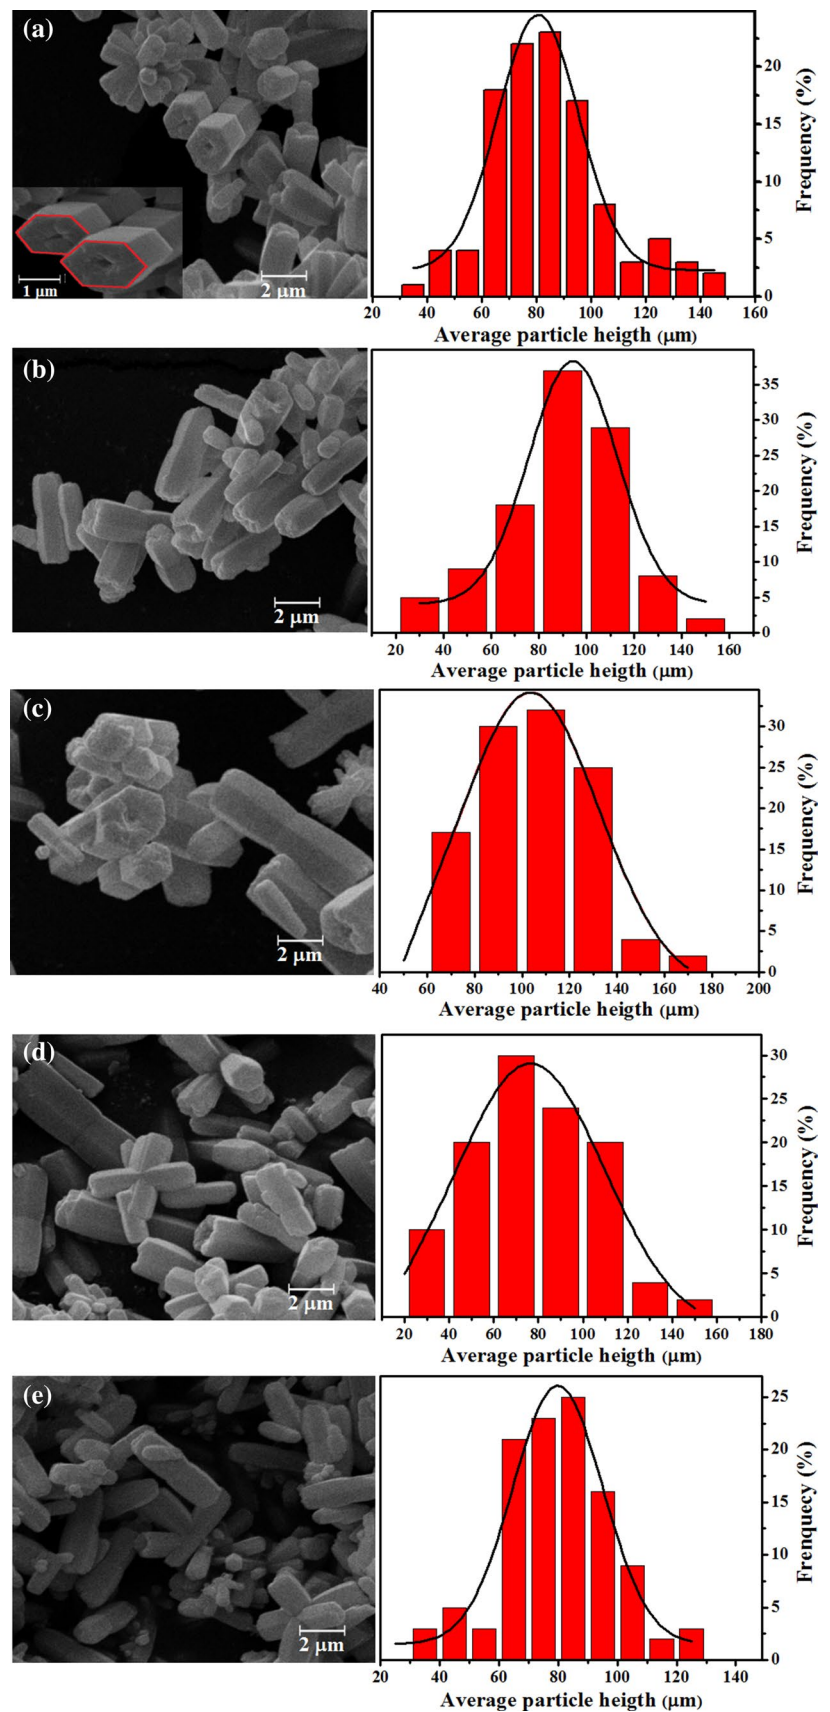 (a)
1 μm
2 μm
Frequency (%)
25
20
15
10
5
0
20 40 60 80 100 120 140 160
Average particle heigth (μm)
(b)
2 μm
Frequency (%)
35
30
25
20
15
10
5
0
20 40 60 80 100 120 140 160
Average particle heigth (μm)
(c)
2 μm
Frequency (%)
30
25
20
15
10
5
0
40 60 80 100 120 140 160 180 200
Average particle heigth (μm)
(d)
2 μm
Frenquecy (%)
30
25
20
15
10
5
0
20 40 60 80 100 120 140 160 180
Average particle heigth (μm)
(e)
2 μm
Frenquecy (%)
25
20
15
10
5
0
20 40 60 80 100 120 140
Average particle heigth (μm)